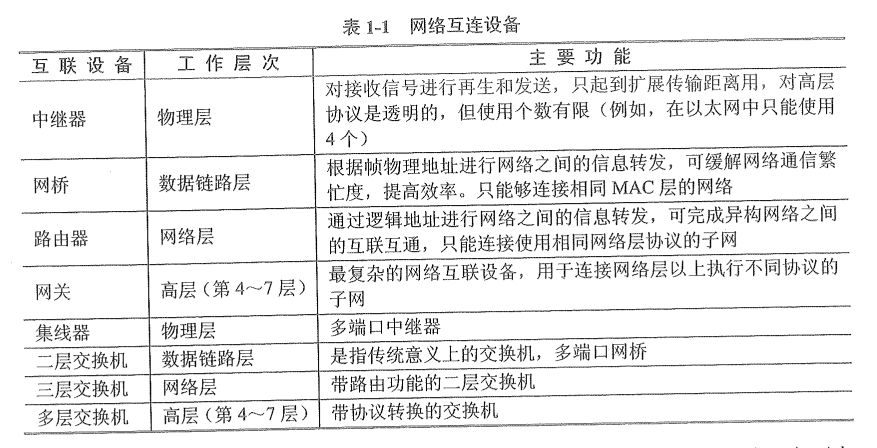 表1-1 网络互连设备
互联设备 工作层次 主要功能
中继器 物理层 对接收信号进行再生和发送，只起到扩展传输距离用，对高层
协议是透明的，但使用个数有限（例如，在以太网中只能使用
4个）
网桥 数据链路层 根据帧物理地址进行网络之间的信息转发，可缓解网络通信繁
忙度，提高效率。只能够连接相同MAC层的网络
路由器 网络层 通过逻辑地址进行网络之间的信息转发，可完成异构网络之间
的互联互通，只能连接使用相同网络层协议的子网
网关 高层（第4～7层） 最复杂的网络互联设备，用于连接网络层以上执行不同协议的
子网
集线器 物理层 多端口中继器
二层交换机 数据链路层 是指传统意义上的交换机，多端口网桥
三层交换机 网络层 带路由功能的二层交换机
多层交换机 高层（第4～7层） 带协议转换的交换机